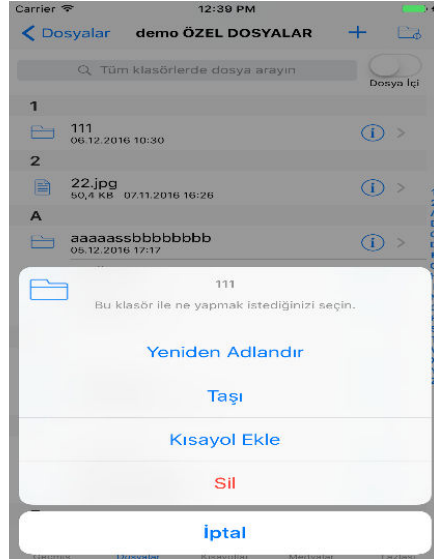 Carrier 12:39 PM
Dosyalar demo ÖZEL DOSYALAR
Tüm klasörlerde dosya arayın
Dosya İçi
1
111
06.12.2016 10:30
2
22.jpg
50,4 KB 07.11.2016 16:26
A
aaaaassbbbbbbbb
05.12.2016 17:17
111
Bu klasör ile ne yapmak istediğinizi seçin.
Yeniden Adlandır
Taşı
Kısayol Ekle
Sil
İptal
Dosyalar